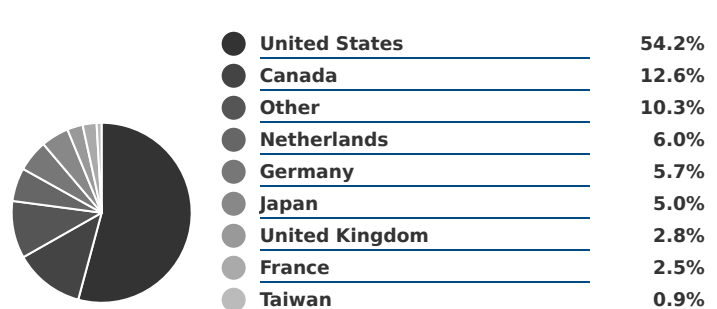 United States 54.2%
Canada 12.6%
Other 10.3%
Netherlands 6.0%
Germany 5.7%
Japan 5.0%
United Kingdom 2.8%
France 2.5%
Taiwan 0.9%